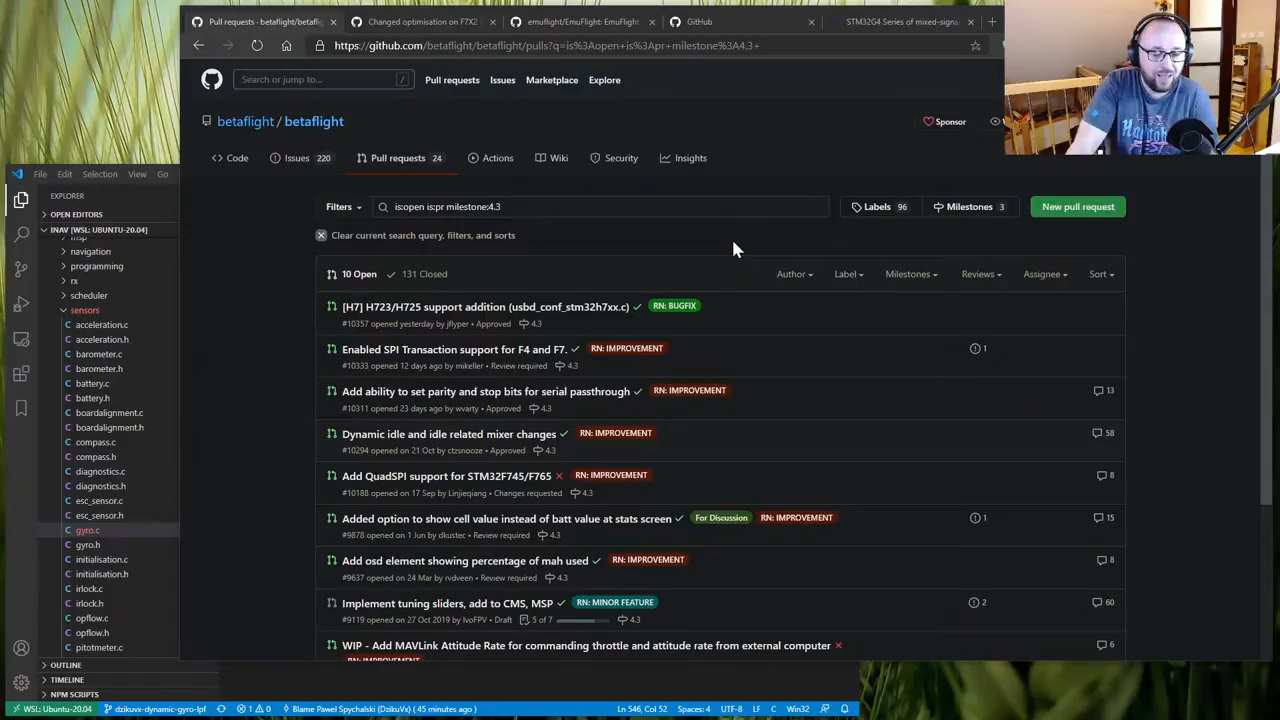 Pull requests · betaflight/betaflig
Changed optimisation on F7X2
emuflight/EmuFlight: EmuFlight
GitHub
STM32G4 Series of mixed-signal
https://github.com/betaflight/betaflight/pulls?q=is%3Aopen+is%3Apr+milestone%3A4.3+
Search or jump to...
/
Pull requests
Issues
Marketplace
Explore
betaflight / betaflight
Sponsor
Code
Issues 220
Pull requests 24
Actions
Wiki
Security
Insights
Filters
is:open is:pr milestone:4.3
Labels 96
Milestones 3
New pull request
Clear current search query, filters, and sorts
10 Open
131 Closed
Author
Label
Milestones
Reviews
Assignee
Sort
[H7] H723/H725 support addition (usbd_conf_stm32h7xx.c) RN: BUGFIX
#10357 opened yesterday by jflyper • Approved 4.3
Enabled SPI Transaction support for F4 and F7. RN: IMPROVEMENT 1
#10333 opened 12 days ago by mikeller • Review required 4.3
Add ability to set parity and stop bits for serial passthrough RN: IMPROVEMENT 13
#10311 opened 23 days ago by wvarty • Approved 4.3
Dynamic idle and idle related mixer changes RN: IMPROVEMENT 58
#10294 opened on 21 Oct by ctzsnooze • Approved 4.3
Add QuadSPI support for STM32F745/F765 RN: IMPROVEMENT 8
#10188 opened on 17 Sep by Linjieqiang • Changes requested 4.3
Added option to show cell value instead of batt value at stats screen For Discussion RN: IMPROVEMENT 1 15
#9878 opened on 1 Jun by dkustec • Review required 4.3
Add osd element showing percentage of mah used RN: IMPROVEMENT 8
#9637 opened on 24 Mar by rvdveen • Review required 4.3
Implement tuning sliders, add to CMS, MSP RN: MINOR FEATURE 2 60
#9119 opened on 27 Oct 2019 by IvoFPV • Draft 5 of 7 4.3
WIP - Add MAVLink Attitude Rate for commanding throttle and attitude rate from external computer 6
RN: IMPROVEMENT
File Edit Selection View Go
EXPLORER
OPEN EDITORS
INAV [WSL: UBUNTU-20.04]
msp
navigation
programming
rx
scheduler
sensors
C acceleration.c
C acceleration.h
C barometer.c
C barometer.h
C battery.c
C battery.h
C boardalignment.c
C boardalignment.h
C compass.c
C compass.h
C diagnostics.c
C diagnostics.h
C esc_sensor.c
C esc_sensor.h
C gyro.c
C gyro.h
C initialisation.c
C initialisation.h
C irlock.c
C irlock.h
C opflow.c
C opflow.h
C pitotmeter.c
OUTLINE
TIMELINE
NPM SCRIPTS
WSL: Ubuntu-20.04
dzikuvx-dynamic-gyro-lpf
1 0
Blame Pawel Spychalski (DzikuVx) ( 45 minutes ago )
Ln 546, Col 52
Spaces: 4
UTF-8
LF
C
Win32